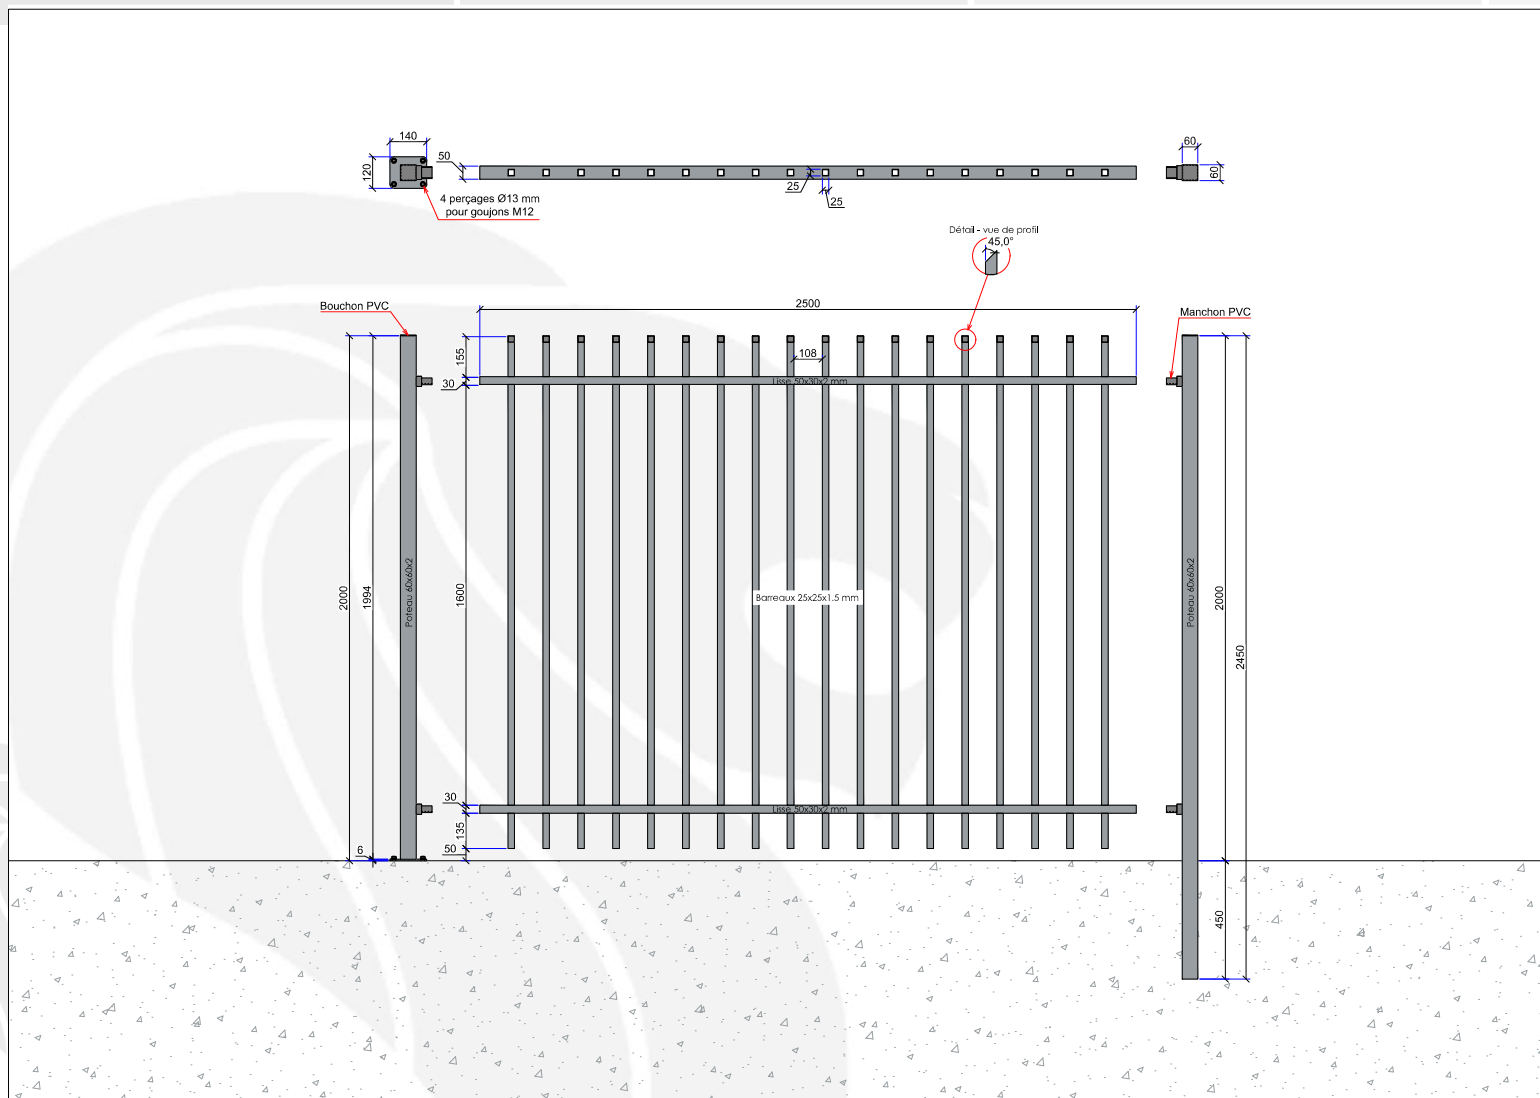 140
50
120
4 perçages Ø13 mm
pour goujons M12
25
25
60
60
Détail - vue de profil
45,0°
Bouchon PVC
2500
Manchon PVC
155
108
30
Lisse 50x30x2 mm
2000
1994
Poteau 60x60x2
1600
Barreaux 25x25x1.5 mm
Poteau 60x60x2
2000
2450
30
Lisse 50x30x2 mm
135
6
50
450